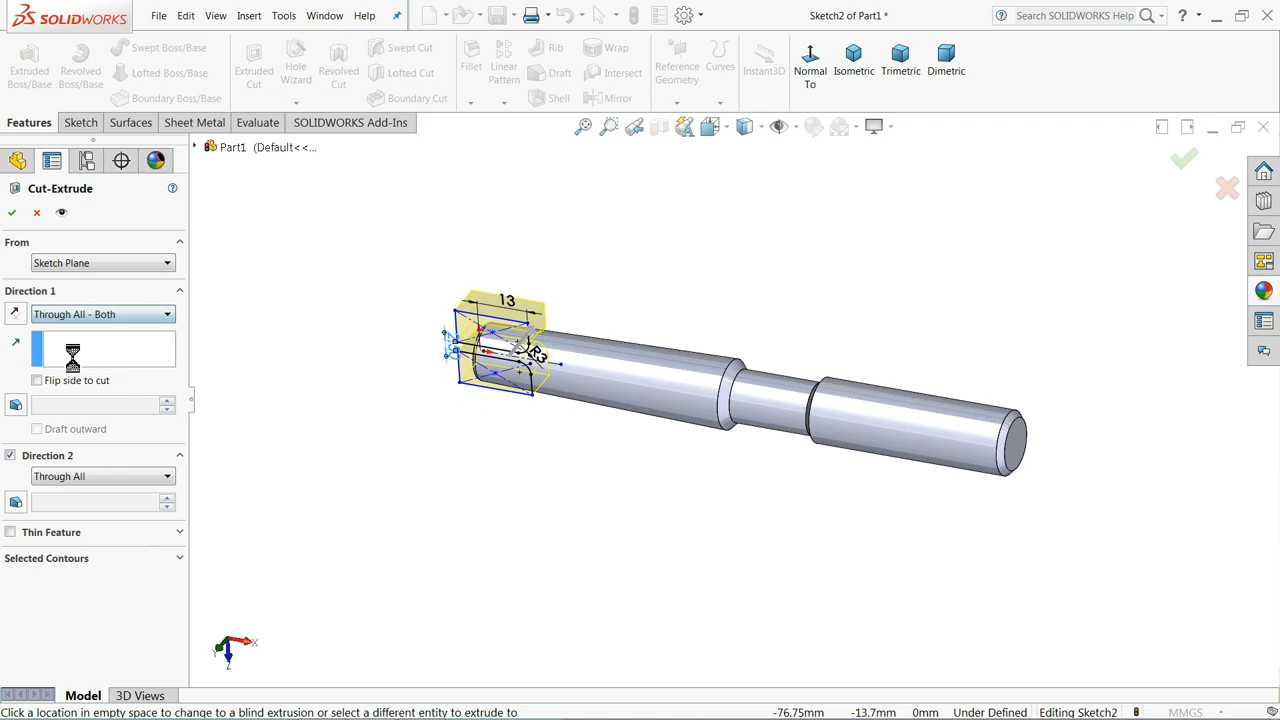 SOLIDWORKS File Edit View Insert Tools Window Help Sketch2 of Part1 * Search SOLIDWORKS Help ?
Extruded Boss/Base
Revolved Boss/Base
Swept Boss/Base
Lofted Boss/Base
Boundary Boss/Base
Extruded Cut
Hole Wizard
Revolved Cut
Swept Cut
Lofted Cut
Boundary Cut
Fillet
Linear Pattern
Rib
Draft
Shell
Wrap
Intersect
Mirror
Reference Geometry
Curves
Instant3D
Normal To
Isometric
Trimetric
Dimetric
Features Sketch Surfaces Sheet Metal Evaluate SOLIDWORKS Add-Ins
Part1 (Default<<...
Cut-Extrude
From
Sketch Plane
Direction 1
Through All - Both
Flip side to cut
Draft outward
Direction 2
Through All
Thin Feature
Selected Contours
13
R3
X
Y
Z
Model 3D Views
Click a location in empty space to change to a blind extrusion or select a different entity to extrude to -76.75mm -13.7mm 0mm Under Defined Editing Sketch2 MMGS